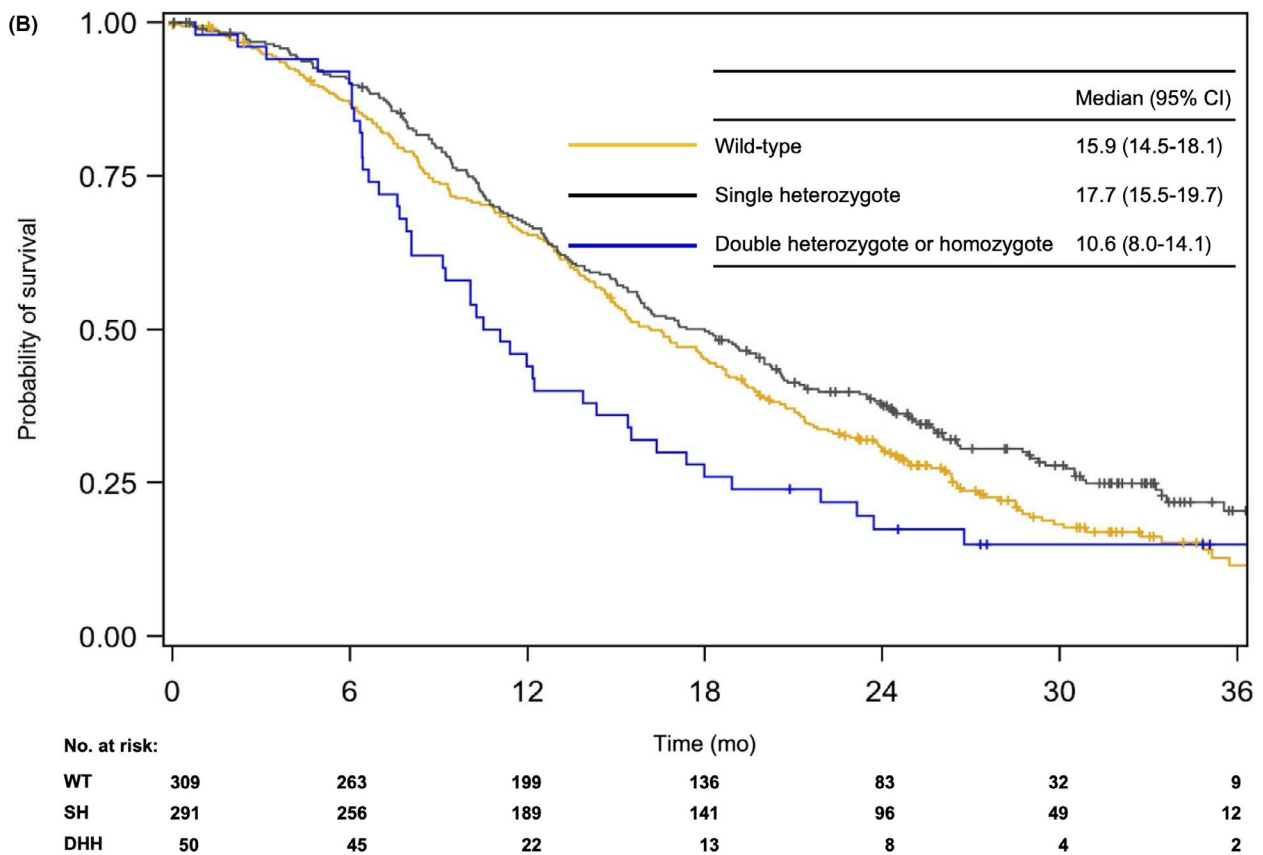 (B)
Probability of survival
1.00
0.75
0.50
0.25
0.00
Median (95% CI)
Wild-type 15.9 (14.5-18.1)
Single heterozygote 17.7 (15.5-19.7)
Double heterozygote or homozygote 10.6 (8.0-14.1)
0 6 12 18 24 30 36
Time (mo)
No. at risk:
WT 309 263 199 136 83 32 9
SH 291 256 189 141 96 49 12
DHH 50 45 22 13 8 4 2